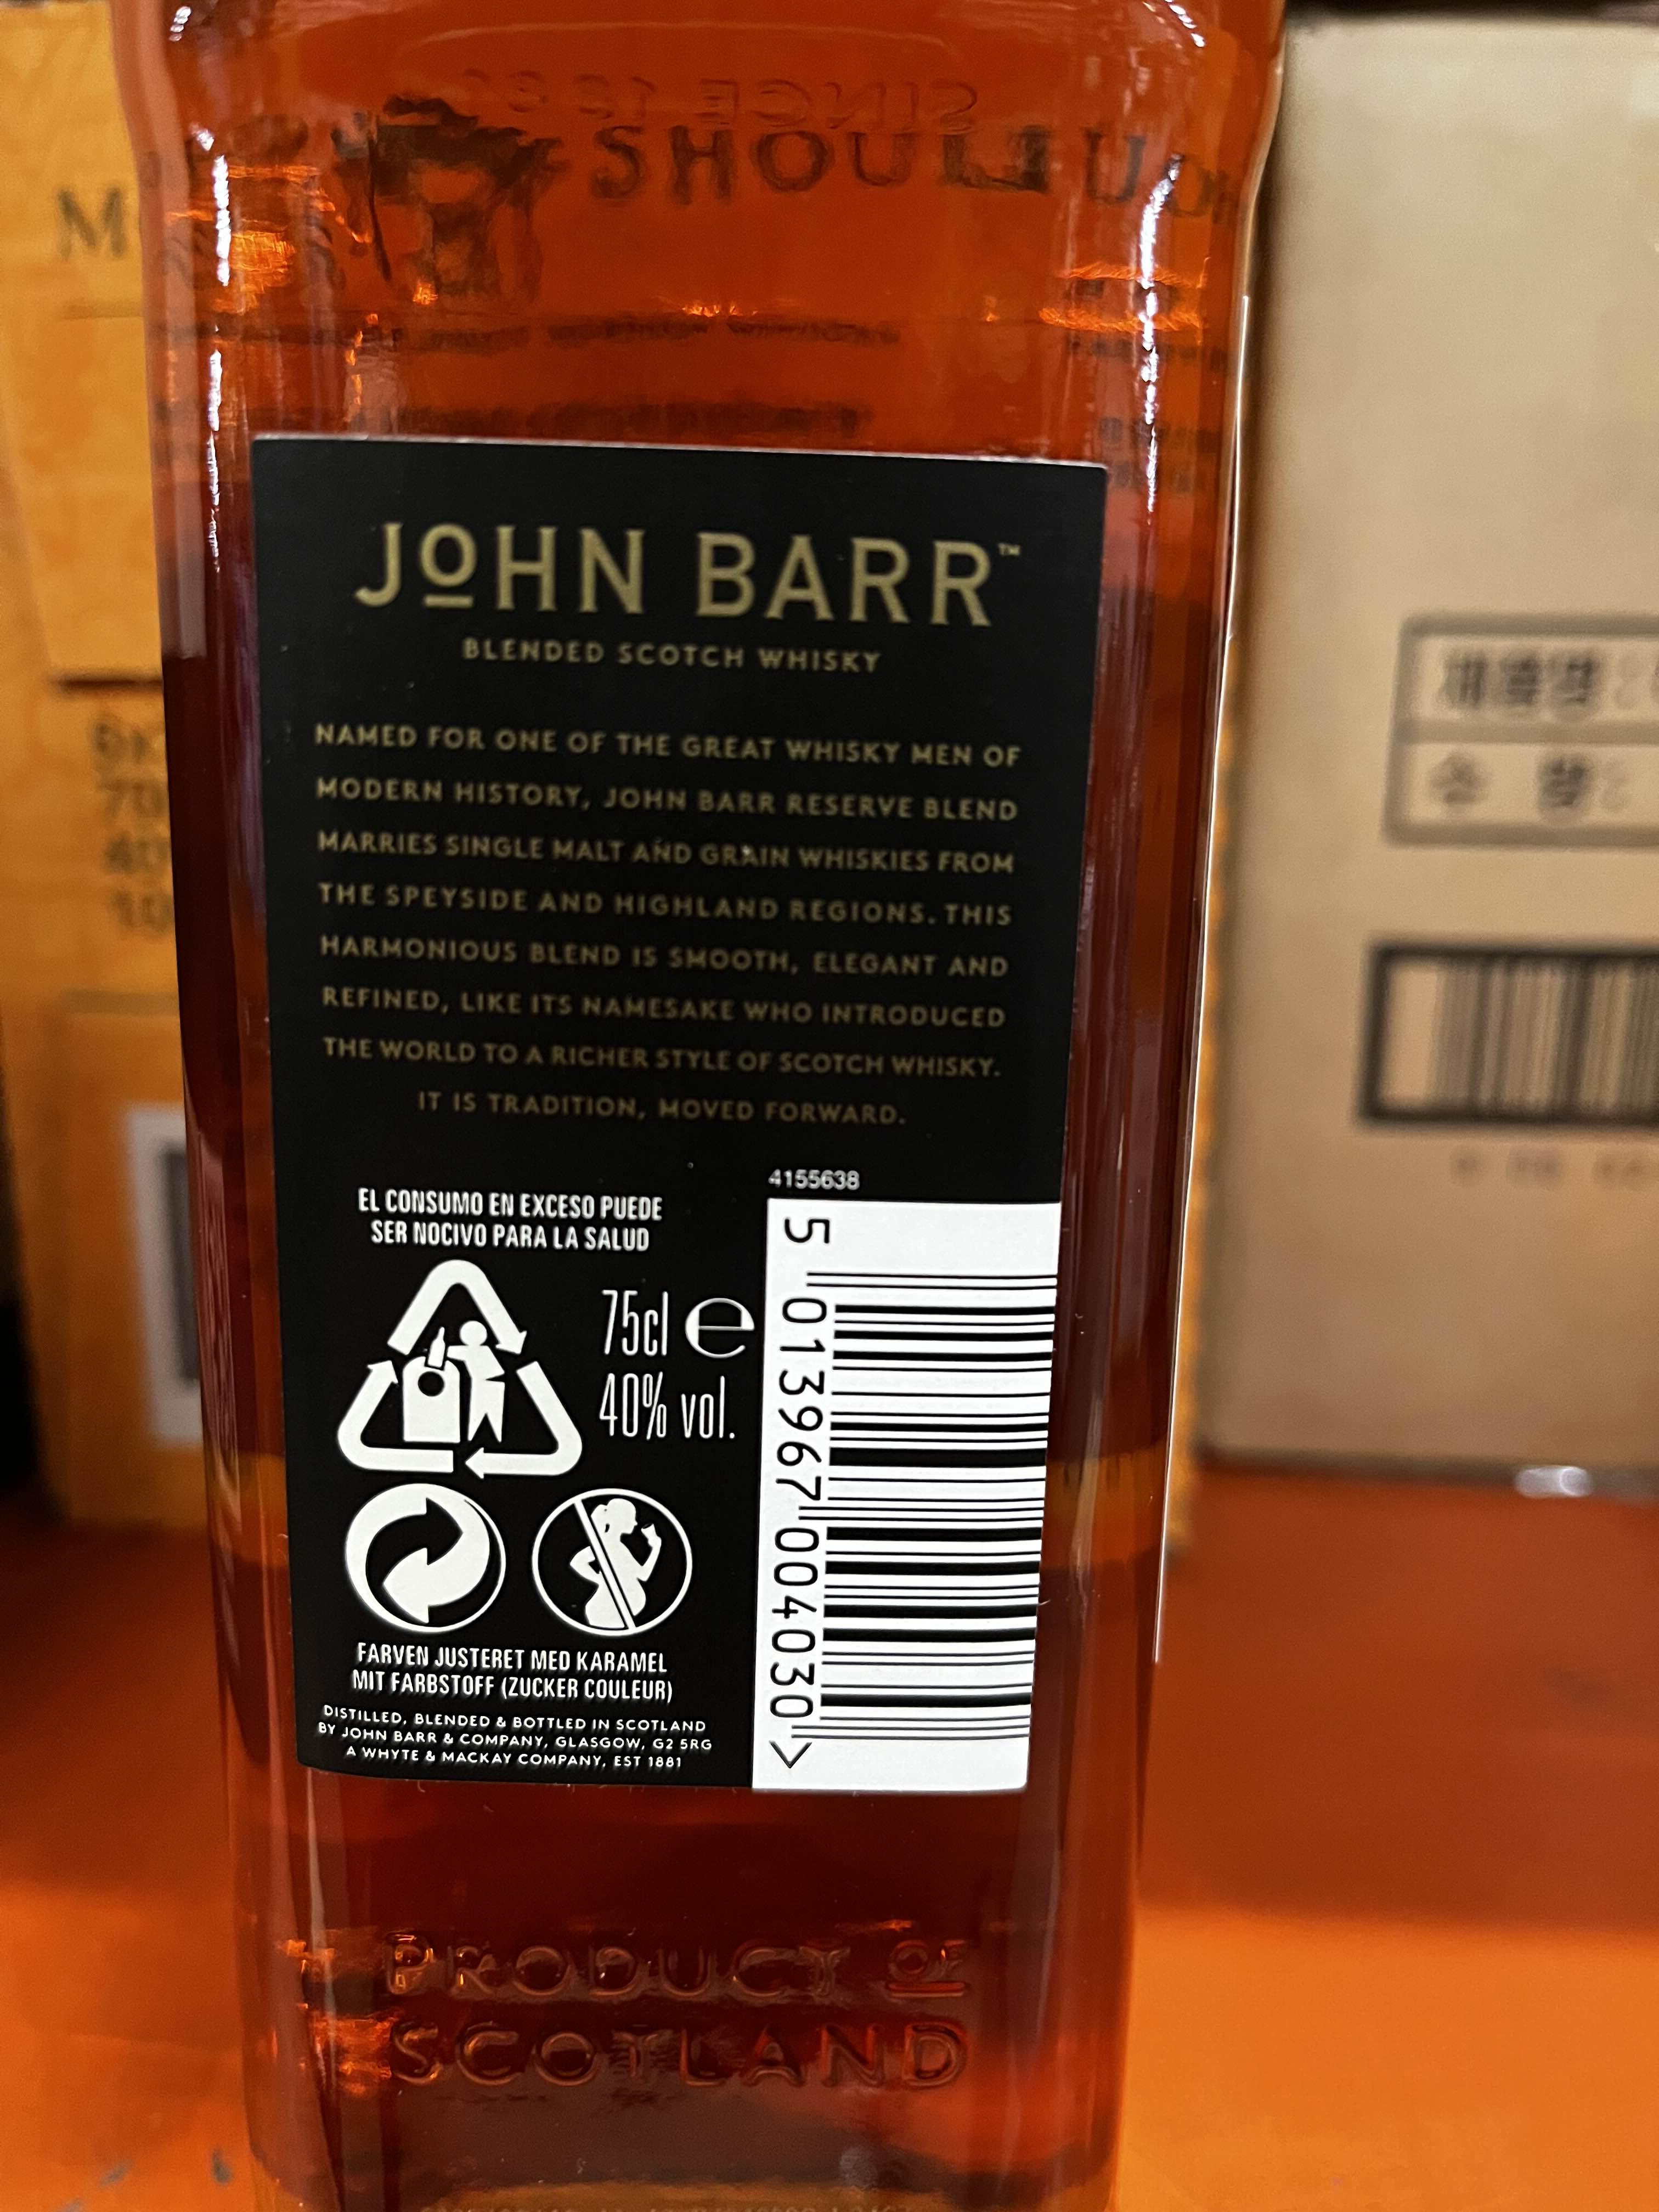 SHOUL
JOHN BARR™
BLENDED SCOTCH WHISKY
NAMED FOR ONE OF THE GREAT WHISKY MEN OF
MODERN HISTORY, JOHN BARR RESERVE BLEND
MARRIES SINGLE MALT AND GRAIN WHISKIES FROM
THE SPEYSIDE AND HIGHLAND REGIONS. THIS
HARMONIOUS BLEND IS SMOOTH, ELEGANT AND
REFINED, LIKE ITS NAMESAKE WHO INTRODUCED
THE WORLD TO A RICHER STYLE OF SCOTCH WHISKY.
IT IS TRADITION, MOVED FORWARD.
4155638
EL CONSUMO EN EXCESO PUEDE
SER NOCIVO PARA LA SALUD
75cl e
40% vol.
5 013967 004030 >
FARVEN JUSTERET MED KARAMEL
MIT FARBSTOFF (ZUCKER COULEUR)
DISTILLED, BLENDED & BOTTLED IN SCOTLAND
BY JOHN BARR & COMPANY, GLASGOW, G2 5RG
A WHYTE & MACKAY COMPANY, EST 1881
PRODUCT OF
SCOTLAND